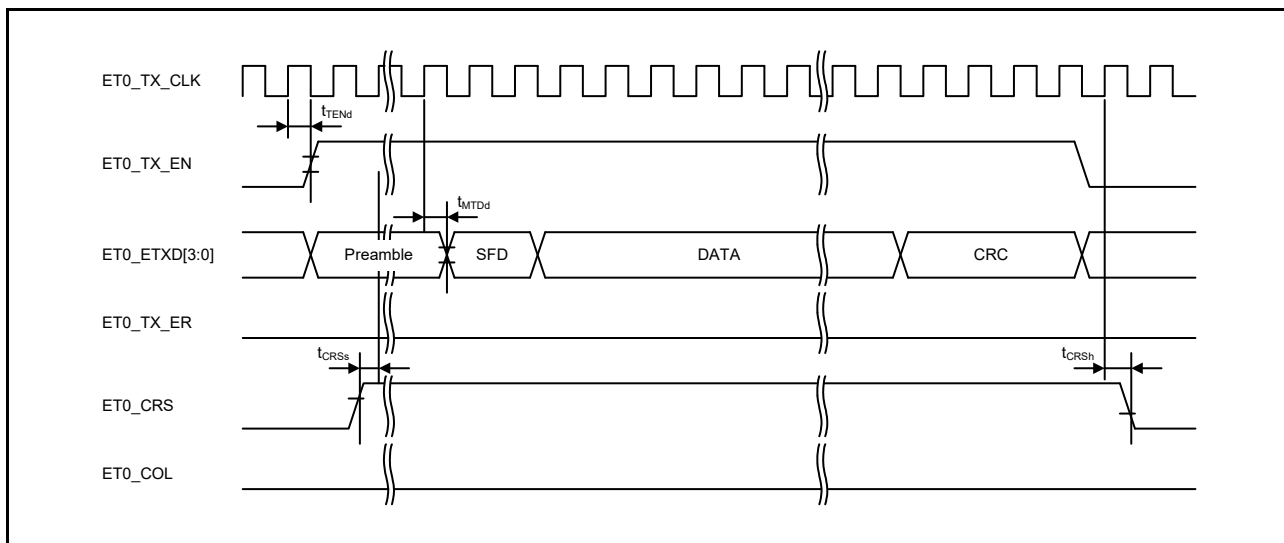 ET0_TX_CLK
tTENd
ET0_TX_EN
tMTDd
ET0_ETXD[3:0]
Preamble
SFD
DATA
CRC
ET0_TX_ER
tCRSs
tCRSh
ET0_CRS
ET0_COL